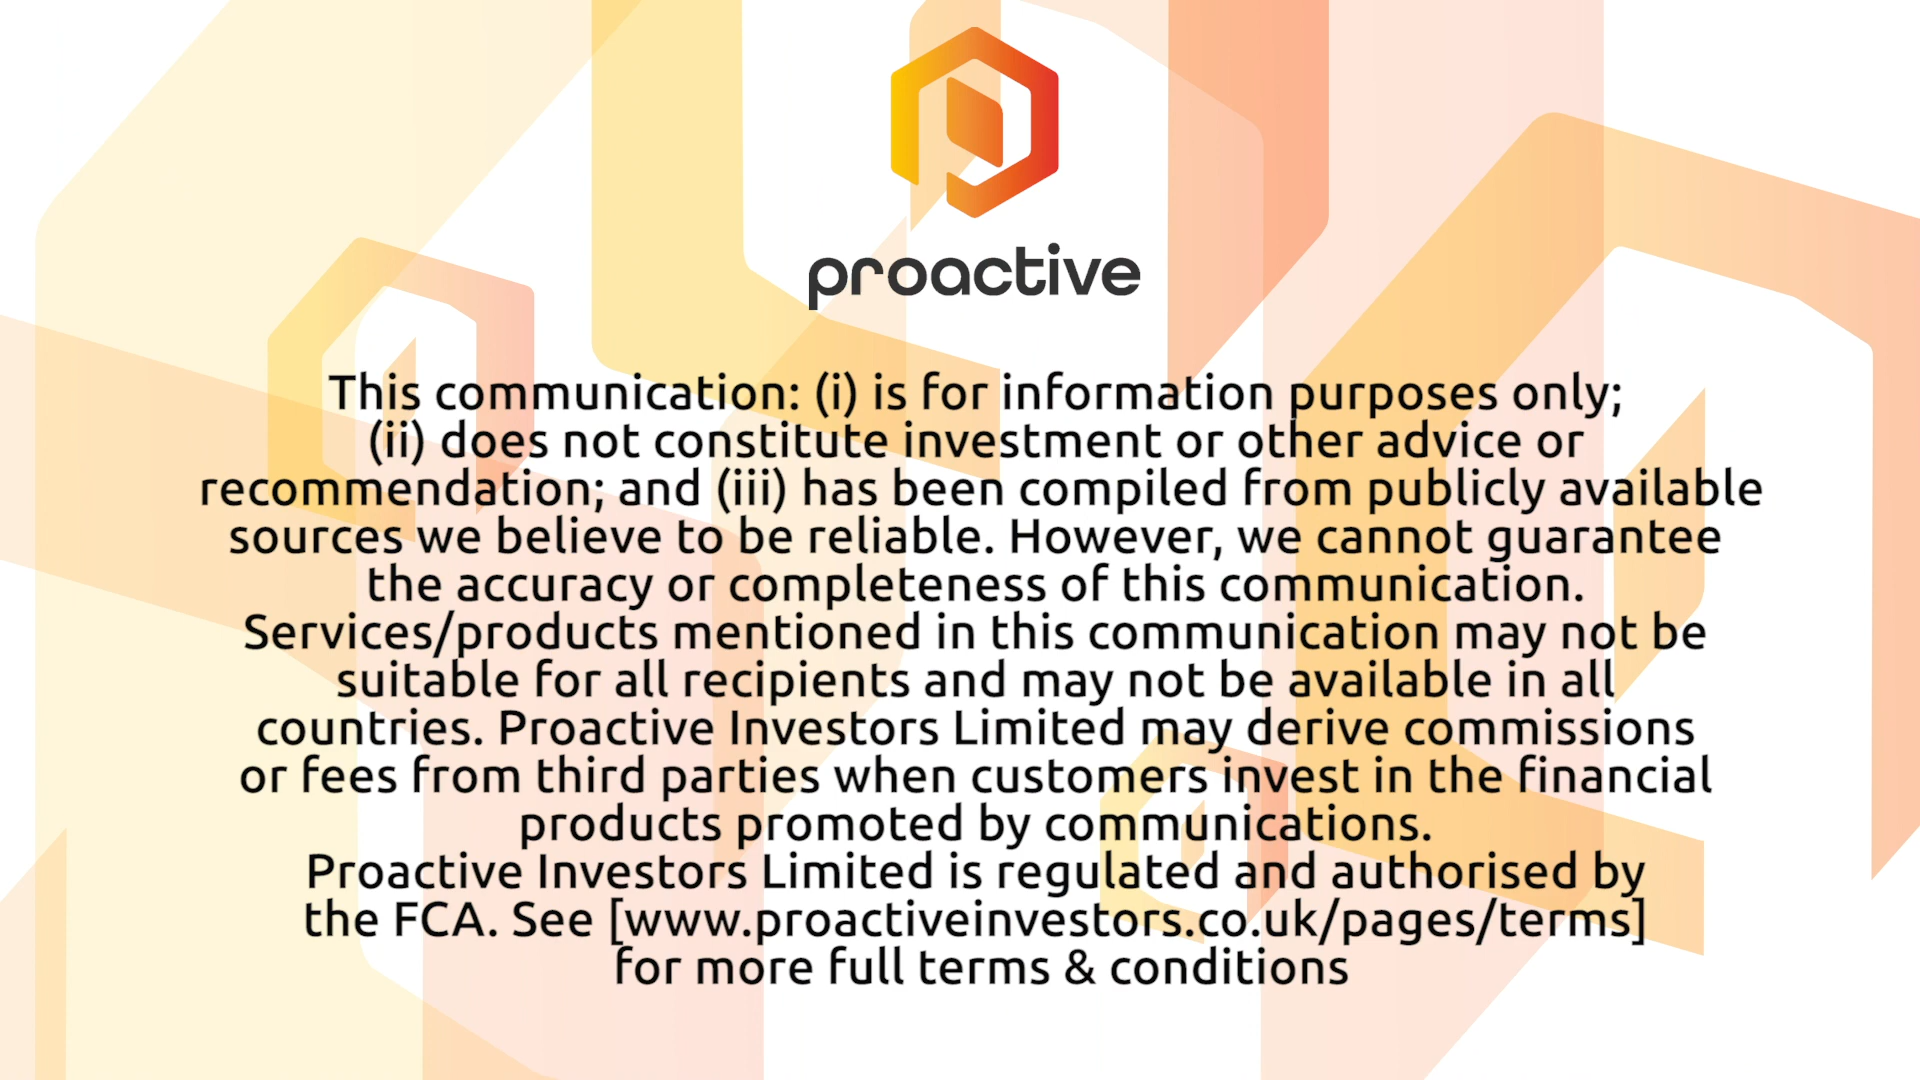 proactive
This communication: (i) is for information purposes only;
(ii) does not constitute investment or other advice or
recommendation; and (iii) has been compiled from publicly available
sources we believe to be reliable. However, we cannot guarantee
the accuracy or completeness of this communication.
Services/products mentioned in this communication may not be
suitable for all recipients and may not be available in all
countries. Proactive Investors Limited may derive commissions
or fees from third parties when customers invest in the financial
products promoted by communications.
Proactive Investors Limited is regulated and authorised by
the FCA. See [www.proactiveinvestors.co.uk/pages/terms]
for more full terms & conditions